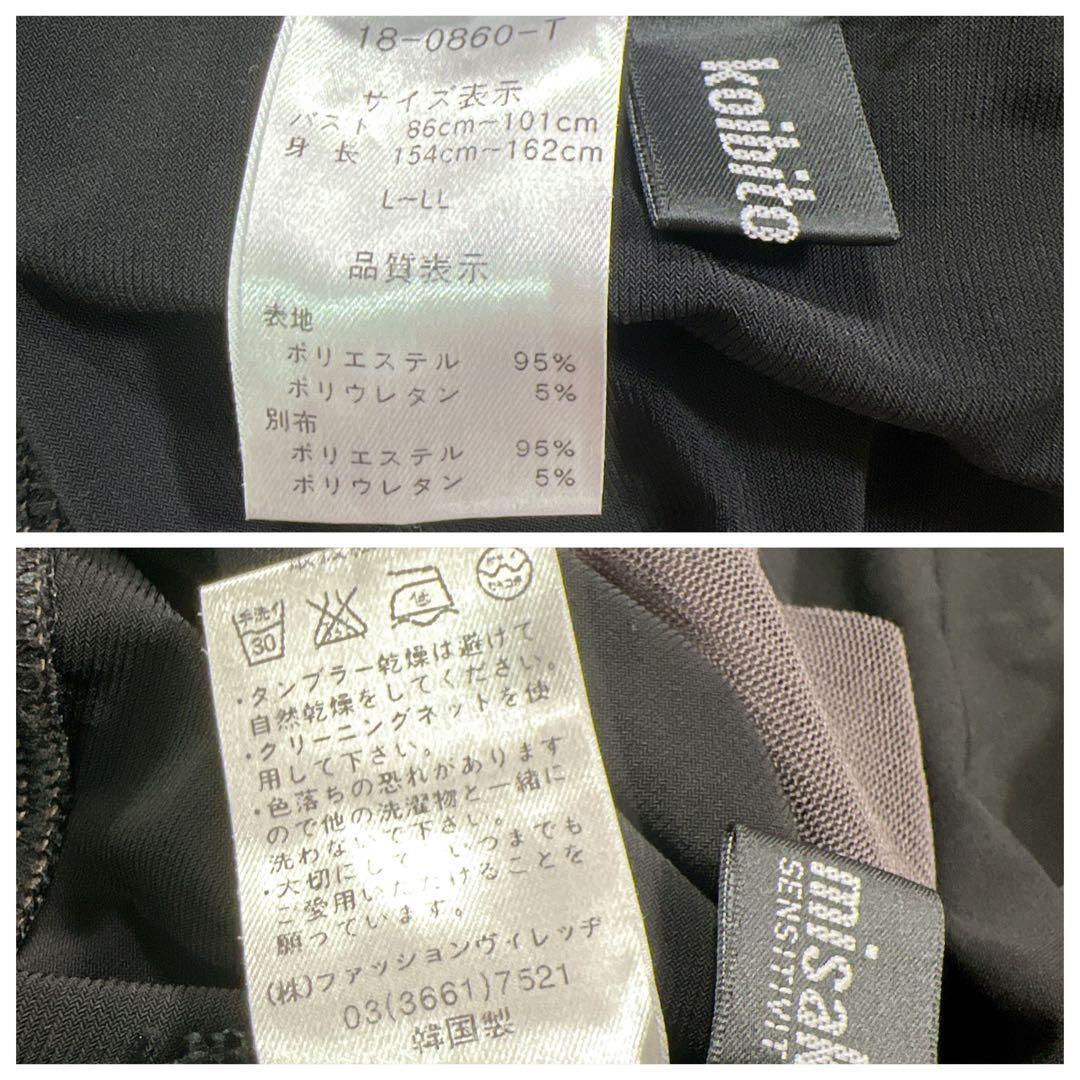 18-0860-T
サイズ表示
バスト 86cm～101cm
身長 154cm～162cm
L～LL
品質表示
表地
ポリエステル 95%
ポリウレタン 5%
別布
ポリエステル 95%
ポリウレタン 5%
koibito
手洗イ
30
低
・タンブラー乾燥は避けて
自然乾燥をしてください。
・クリーニングネットを使
用して下さい。
・色落ちの恐れがあります
ので他の洗濯物と一緒に
洗わないで下さい。
・大切にして、いつまでも
ご愛用いただけることを
願っています。
(株)ファッションヴィレッヂ
03(3661)7521
韓国製
misak
SENSITIVIT